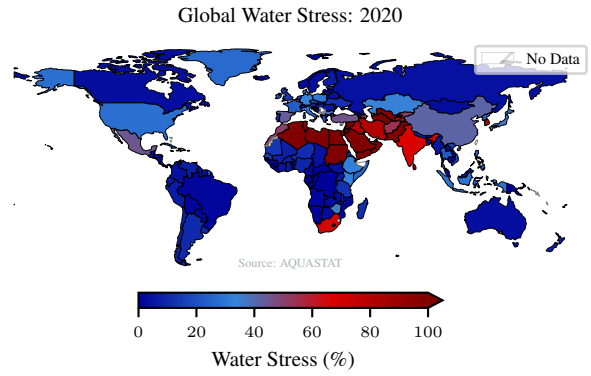 Global Water Stress: 2020
No Data
Source: AQUASTAT
0 20 40 60 80 100
Water Stress (%)